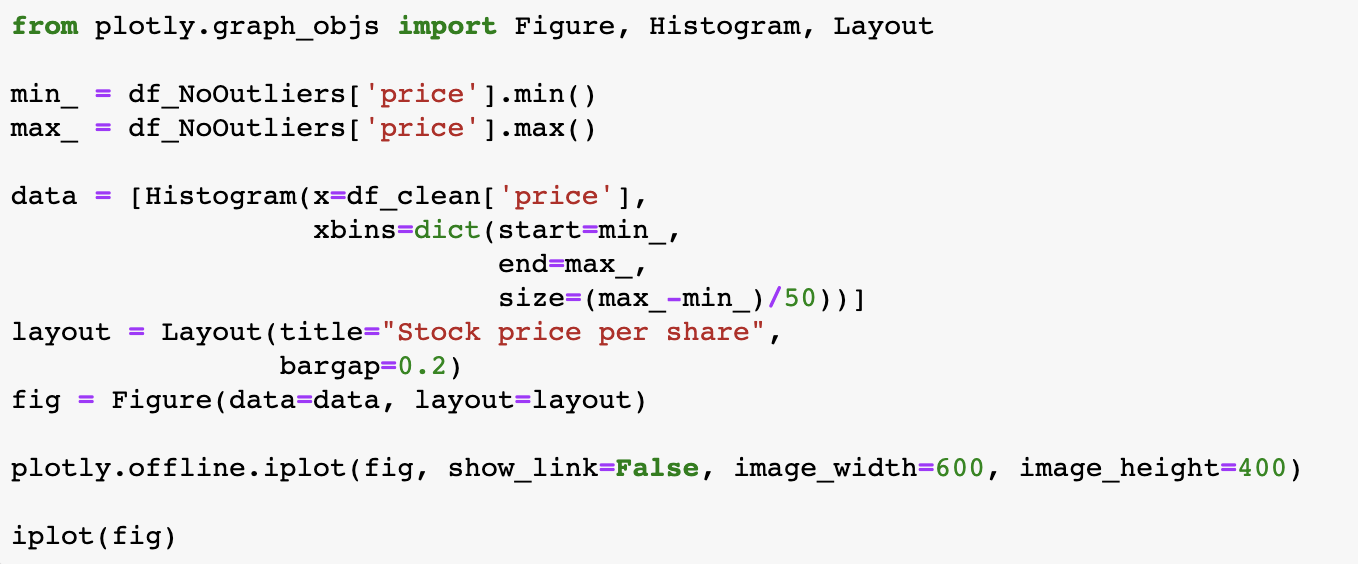 from plotly.graph_objs import Figure, Histogram, Layout

min_ = df_NoOutliers['price'].min()
max_ = df_NoOutliers['price'].max()

data = [Histogram(x=df_clean['price'],
                  xbins=dict(start=min_,
                             end=max_,
                             size=(max_-min_)/50))]
layout = Layout(title="Stock price per share",
                bargap=0.2)
fig = Figure(data=data, layout=layout)

plotly.offline.iplot(fig, show_link=False, image_width=600, image_height=400)

iplot(fig)